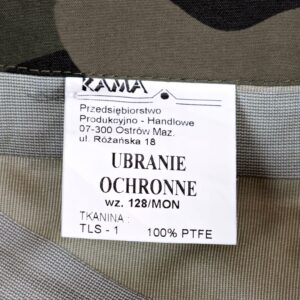 KAMA
Przedsiębiorstwo
Produkcyjno - Handlowe
07-300 Ostrów Maz.
ul. Różańska 18
UBRANIE
OCHRONNE
wz. 128/MON
TKANINA :
TLS - 1 100% PTFE